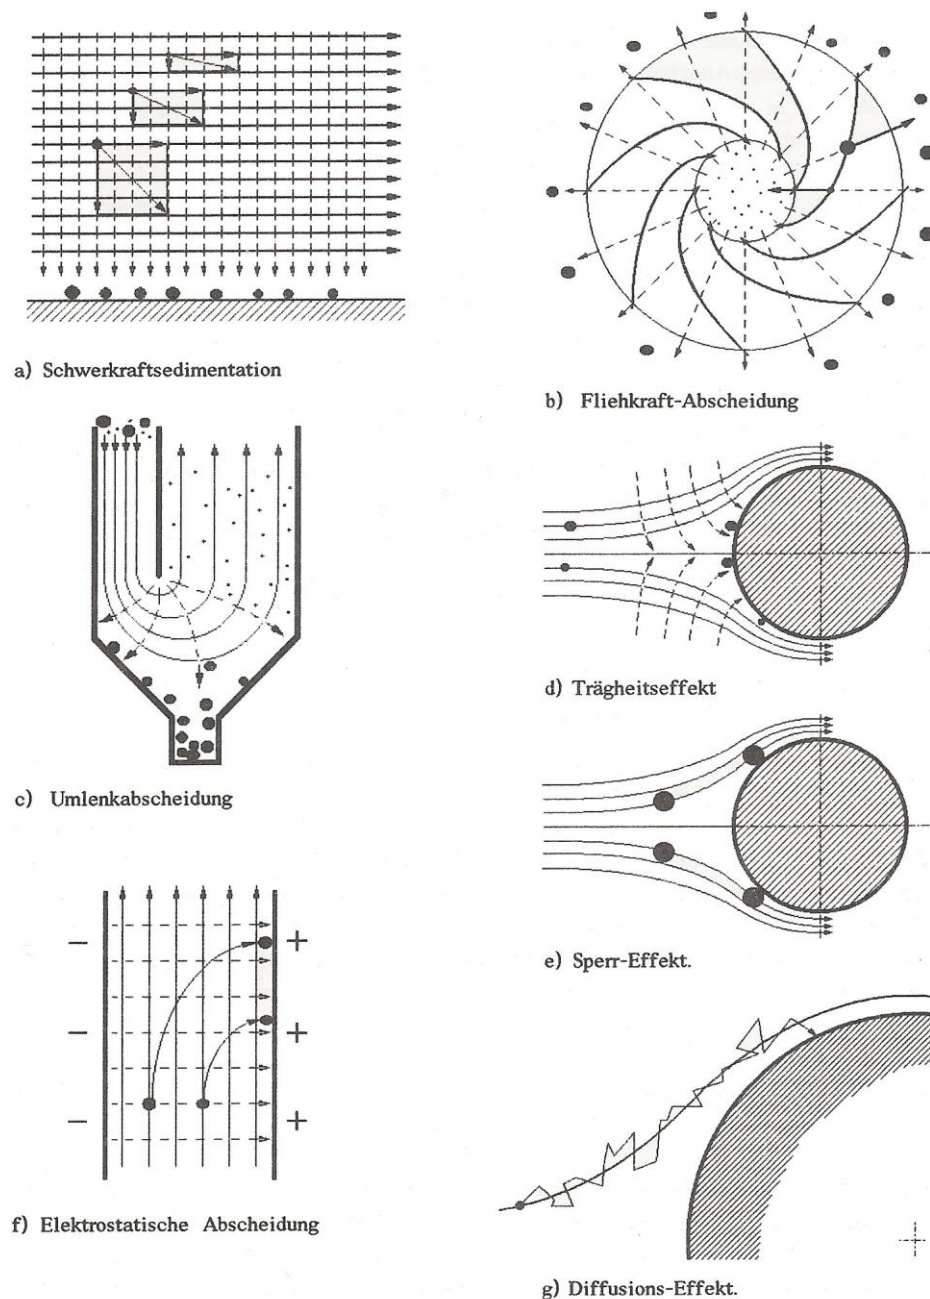 a) Schwerkraftsedimentation
b) Fliehkraft-Abscheidung
c) Umlenkabscheidung
d) Trägheitseffekt
e) Sperr-Effekt.
- +
- +
- +
f) Elektrostatische Abscheidung
g) Diffusions-Effekt.